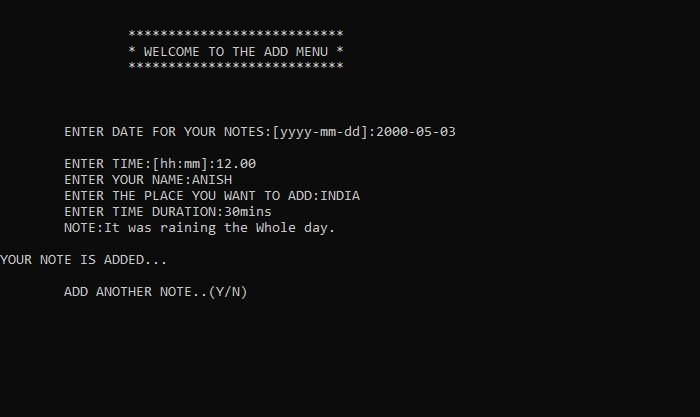 ***************************
* WELCOME TO THE ADD MENU *
***************************
ENTER DATE FOR YOUR NOTES:[yyyy-mm-dd]:2000-05-03
ENTER TIME:[hh:mm]:12.00
ENTER YOUR NAME:ANISH
ENTER THE PLACE YOU WANT TO ADD:INDIA
ENTER TIME DURATION:30mins
NOTE:It was raining the Whole day.
YOUR NOTE IS ADDED...
ADD ANOTHER NOTE..(Y/N)